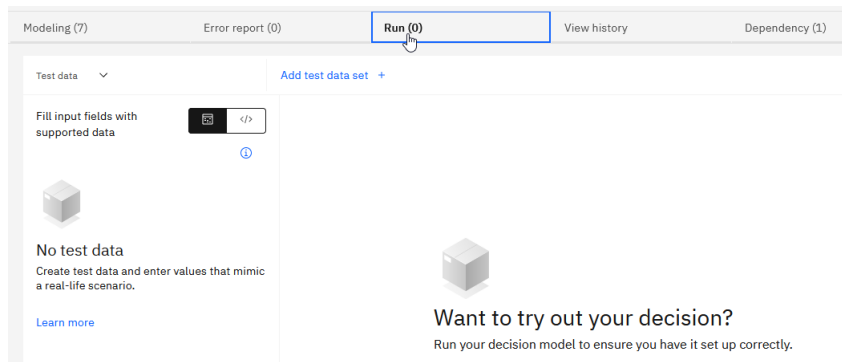 Modeling (7)
Error report (0)
Run (0)
View history
Dependency (1)
Test data
Add test data set +
Fill input fields with
supported data
</>
No test data
Create test data and enter values that mimic
a real-life scenario.
Learn more
Want to try out your decision?
Run your decision model to ensure you have it set up correctly.